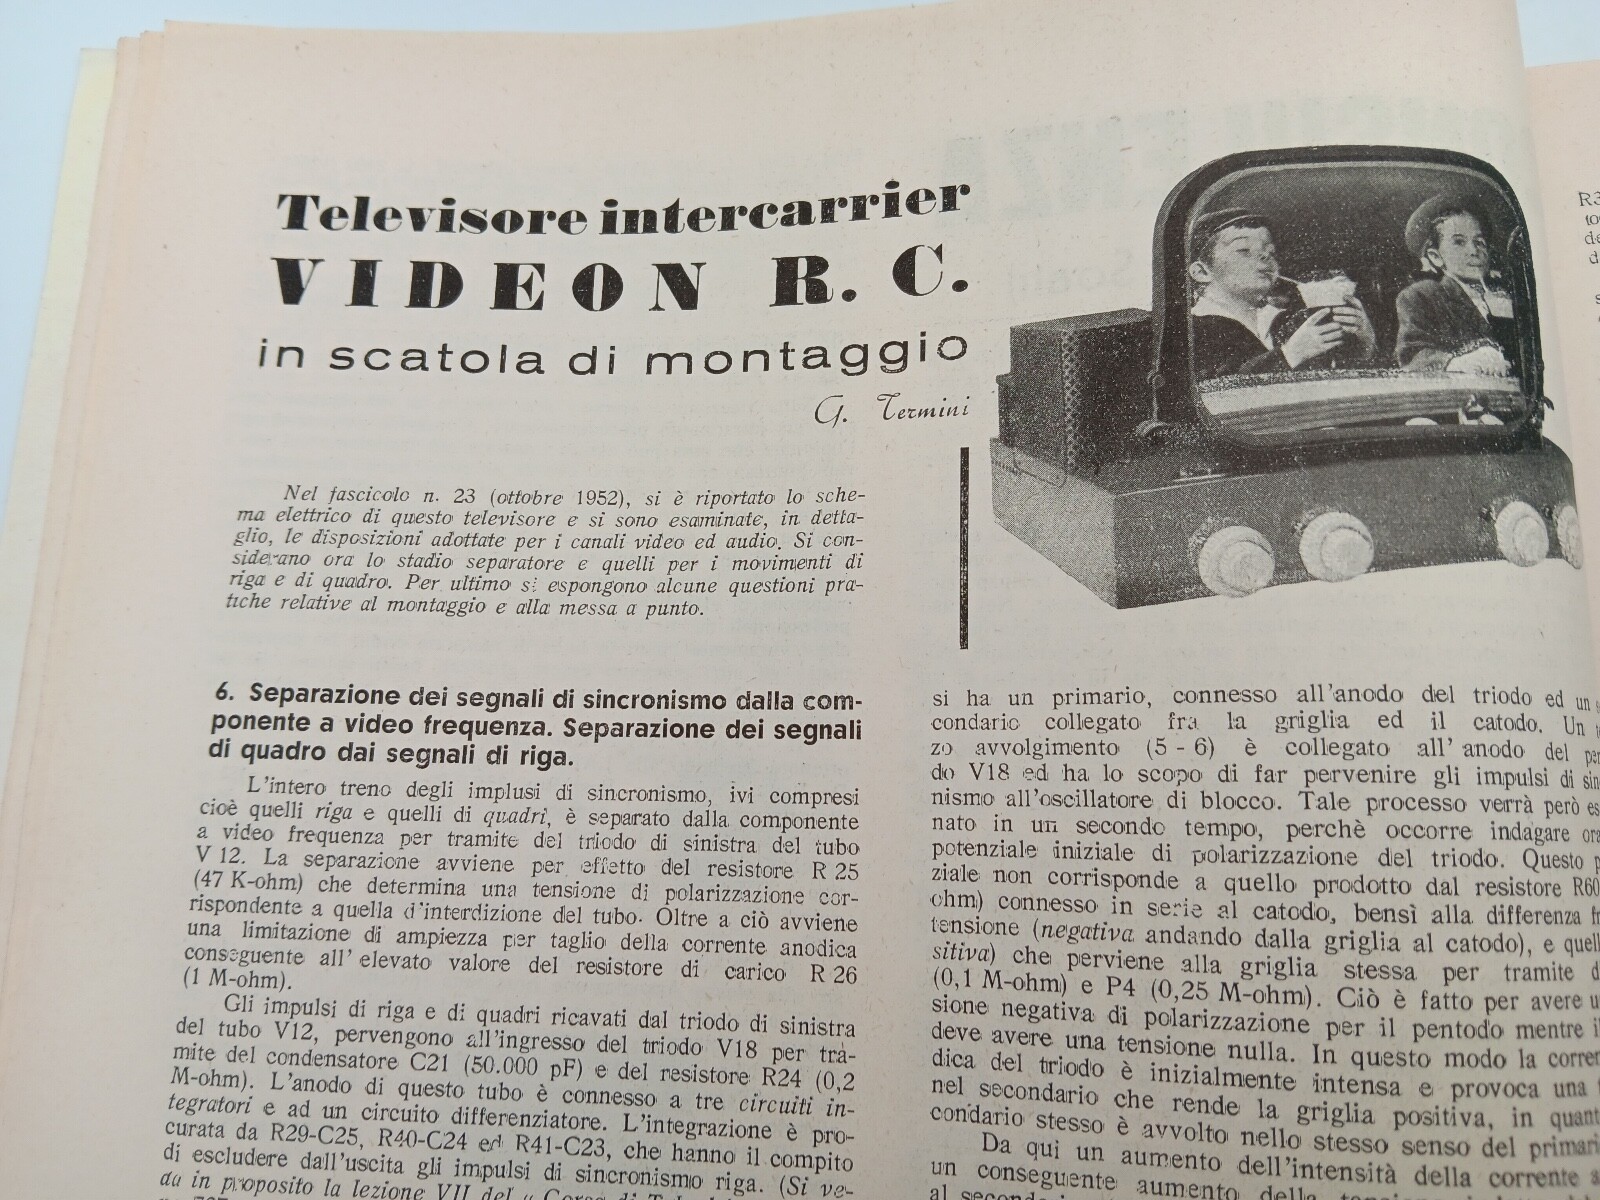 Televisore intercarrier
VIDEON R. C.
in scatola di montaggio
G. Termini
Nel fascicolo n. 23 (ottobre 1952), si è riportato lo sche-
ma elettrico di questo televisore e si sono esaminate, in detta-
glio, le disposizioni adottate per i canali video ed audio. Si con-
siderano ora lo stadio separatore e quelli per i movimenti di
riga e di quadro. Per ultimo si espongono alcune questioni pra-
tiche relative al montaggio e alla messa a punto.
6. Separazione dei segnali di sincronismo dalla com-
ponente a video frequenza. Separazione dei segnali
di quadro dai segnali di riga.
L'intero treno degli implusi di sincronismo, ivi compresi
cioè quelli riga e quelli di quadri, è separato dalla componente
a video frequenza per tramite del triodo di sinistra del tubo
V 12. La separazione avviene per effetto del resistore R 25
(47 K-ohm) che determina una tensione di polarizzazione cor-
rispondente a quella d'interdizione del tubo. Oltre a ciò avviene
una limitazione di ampiezza per taglio della corrente anodica
conseguente all' elevato valore del resistore di carico R 26
(1 M-ohm).
Gli impulsi di riga e di quadri ricavati dal triodo di sinistra
del tubo V12, pervengono all'ingresso del triodo V18 per tra-
mite del condensatore C21 (50.000 pF) e del resistore R24 (0,2
M-ohm). L'anodo di questo tubo è connesso a tre circuiti in-
tegratori e ad un circuito differenziatore. L'integrazione è pro-
curata da R29-C25, R40-C24 ed R41-C23, che hanno il compito
di escludere dall'uscita gli impulsi di sincronismo riga. (Si ve-
da in proposito la lezione VII del "Corso di
si ha un primario, connesso all'anodo del triodo ed un
condario collegato fra la griglia ed il catodo. Un
zo avvolgimento (5 - 6) è collegato all' anodo del
do V18 ed ha lo scopo di far pervenire gli impulsi di
nismo all'oscillatore di blocco. Tale processo verrà però
nato in un secondo tempo, perchè occorre indagare
potenziale iniziale di polarizzazione del triodo. Questo
ziale non corrisponde a quello prodotto dal resistore R60
ohm) connesso in serie al catodo, bensì alla differenza
tensione (negativa andando dalla griglia al catodo), e
sitiva) che perviene alla griglia stessa per tramite
(0,1 M-ohm) e P4 (0,25 M-ohm). Ciò è fatto per avere
sione negativa di polarizzazione per il pentodo mentre
deve avere una tensione nulla. In questo modo la
dica del triodo è inizialmente intensa e provoca una
nel secondario che rende la griglia positiva, in
condario stesso è avvolto nello stesso senso del
Da qui un aumento dell'intensità della corrente
un conseguente aumento della